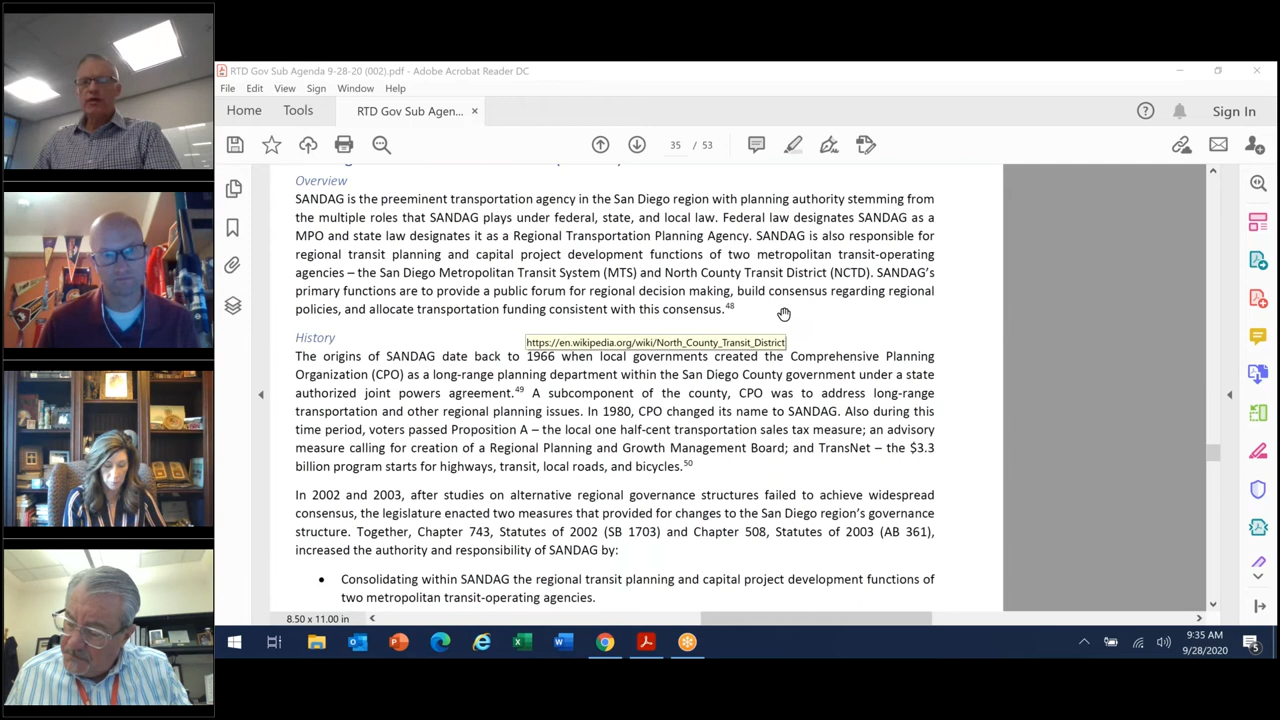 RTD Gov Sub Agenda 9-28-20 (002).pdf - Adobe Acrobat Reader DC
File Edit View Window Help
Home Tools RTD Gov Sub Agen... × Sign In
35 / 53
Overview
SANDAG is the preeminent transportation agency in the San Diego region with planning authority stemming from
the multiple roles that SANDAG plays under federal, state, and local law. Federal law designates SANDAG as a
MPO and state law designates it as a Regional Transportation Planning Agency. SANDAG is also responsible for
regional transit planning and capital project development functions of two metropolitan transit-operating
agencies – the San Diego Metropolitan Transit System (MTS) and North County Transit District (NCTD). SANDAG's
primary functions are to provide a public forum for regional decision making, build consensus regarding regional
policies, and allocate transportation funding consistent with this consensus.48
History
https://en.wikipedia.org/wiki/North_County_Transit_District
The origins of SANDAG date back to 1966 when local governments created the Comprehensive Planning
Organization (CPO) as a long-range planning department within the San Diego County government under a state
authorized joint powers agreement.49 A subcomponent of the county, CPO was to address long-range
transportation and other regional planning issues. In 1980, CPO changed its name to SANDAG. Also during this
time period, voters passed Proposition A – the local one half-cent transportation sales tax measure; an advisory
measure calling for creation of a Regional Planning and Growth Management Board; and TransNet – the $3.3
billion program starts for highways, transit, local roads, and bicycles.50
In 2002 and 2003, after studies on alternative regional governance structures failed to achieve widespread
consensus, the legislature enacted two measures that provided for changes to the San Diego region's governance
structure. Together, Chapter 743, Statutes of 2002 (SB 1703) and Chapter 508, Statutes of 2003 (AB 361),
increased the authority and responsibility of SANDAG by:
• Consolidating within SANDAG the regional transit planning and capital project development functions of
two metropolitan transit-operating agencies.
8.50 x 11.00 in
9:35 AM
9/28/2020
5